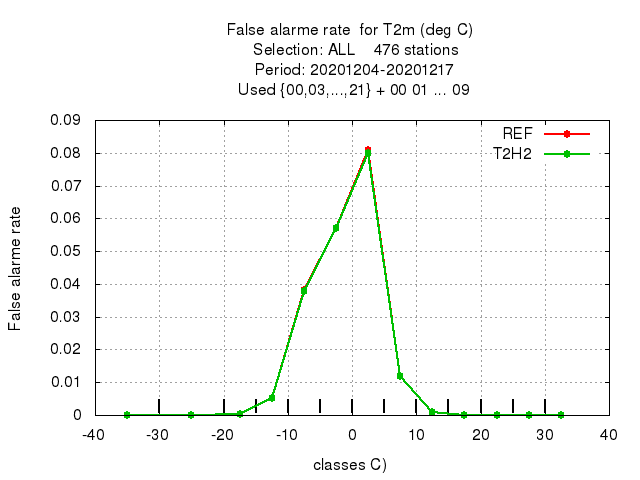 False alarme rate  for T2m (deg C)
Selection: ALL    476 stations
Period: 20201204-20201217
Used {00,03,...,21} + 00 01 ... 09
REF
T2H2
False alarme rate
0.09
0.08
0.07
0.06
0.05
0.04
0.03
0.02
0.01
0
-40 -30 -20 -10 0 10 20 30 40
classes C)